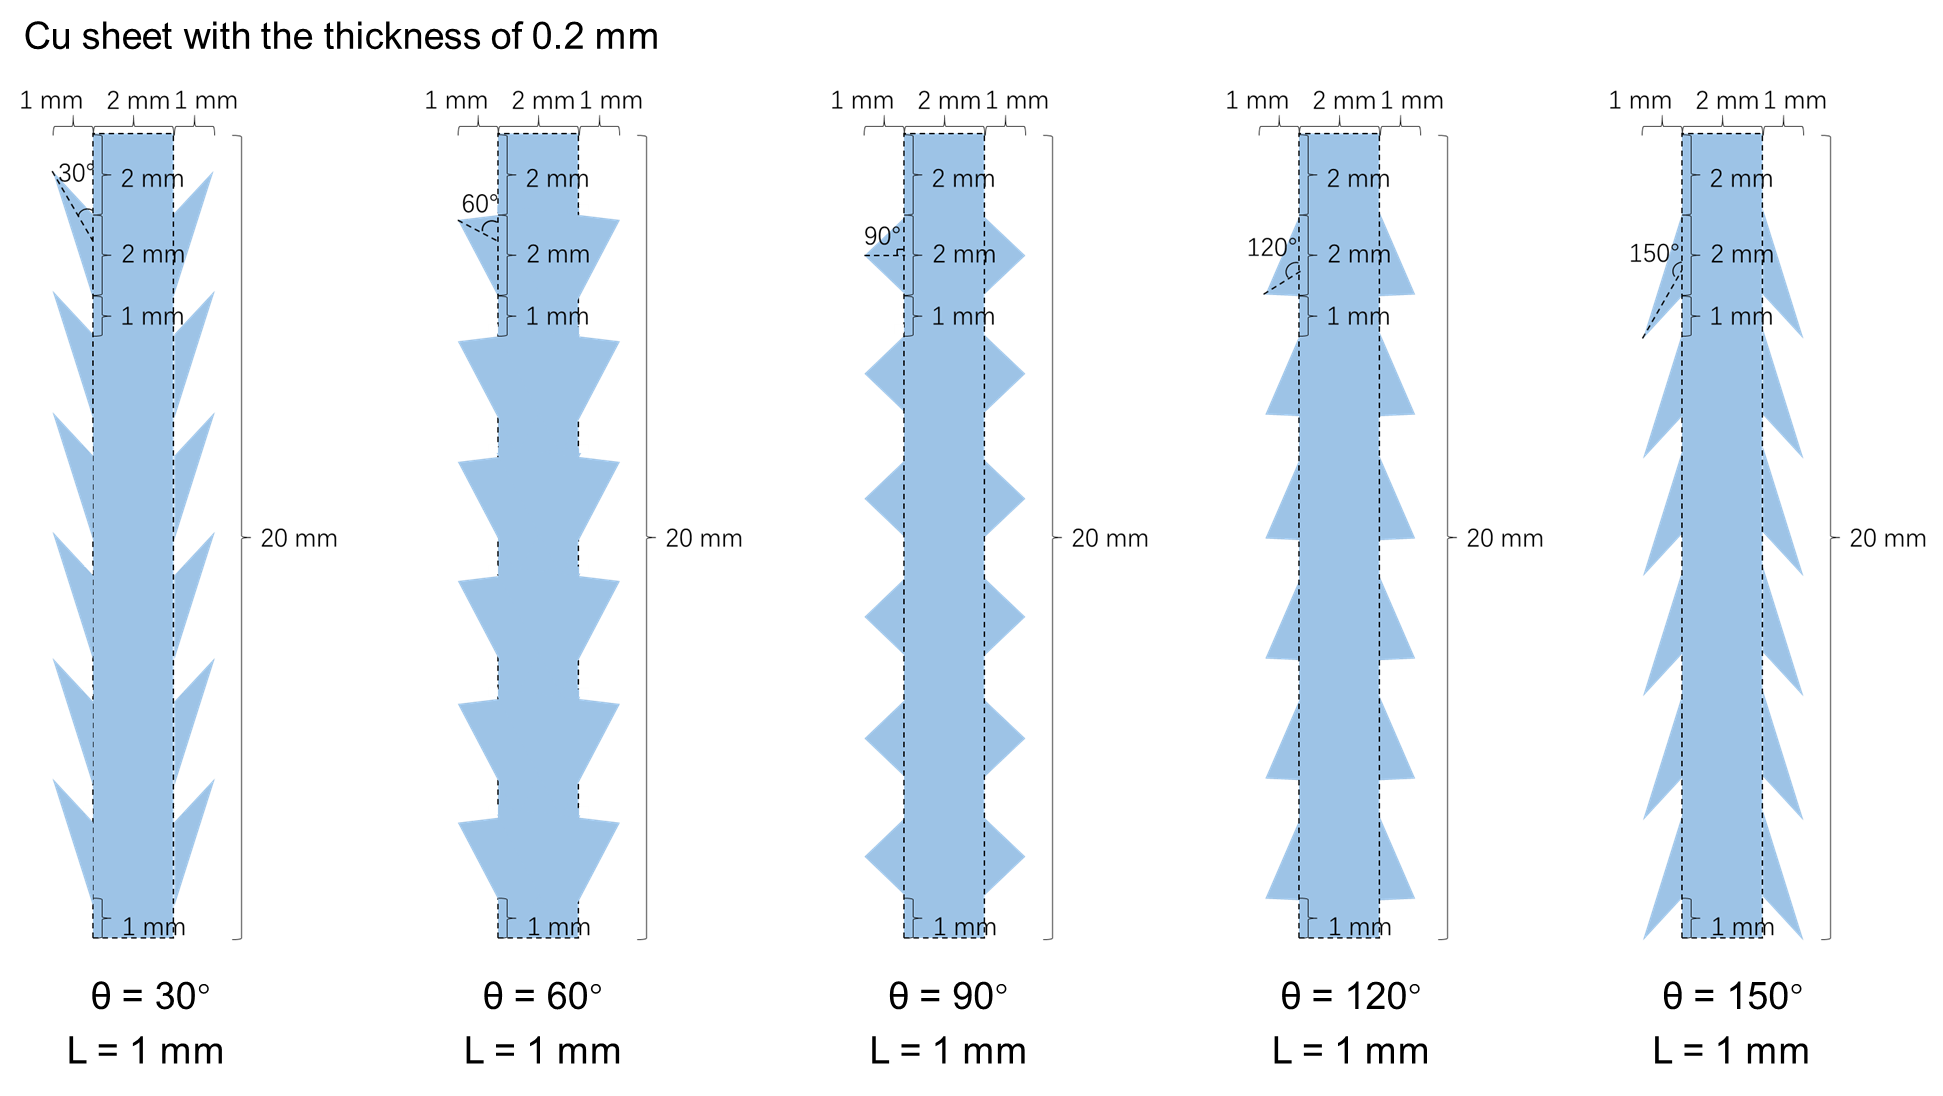 Cu sheet with the thickness of 0.2 mm
1 mm 2 mm 1 mm
30°
2 mm
2 mm
1 mm
20 mm
1 mm
θ = 30°
L = 1 mm
1 mm 2 mm 1 mm
60°
2 mm
2 mm
1 mm
20 mm
1 mm
θ = 60°
L = 1 mm
1 mm 2 mm 1 mm
90°
2 mm
2 mm
1 mm
20 mm
1 mm
θ = 90°
L = 1 mm
1 mm 2 mm 1 mm
120°
2 mm
2 mm
1 mm
20 mm
1 mm
θ = 120°
L = 1 mm
1 mm 2 mm 1 mm
150°
2 mm
2 mm
1 mm
20 mm
1 mm
θ = 150°
L = 1 mm